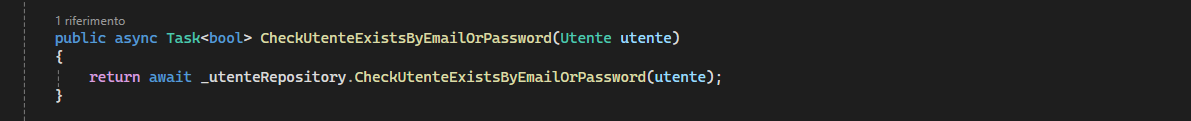 1 riferimento
public async Task<bool> CheckUtenteExistsByEmailOrPassword(Utente utente)
{
return await _utenteRepository.CheckUtenteExistsByEmailOrPassword(utente);
}